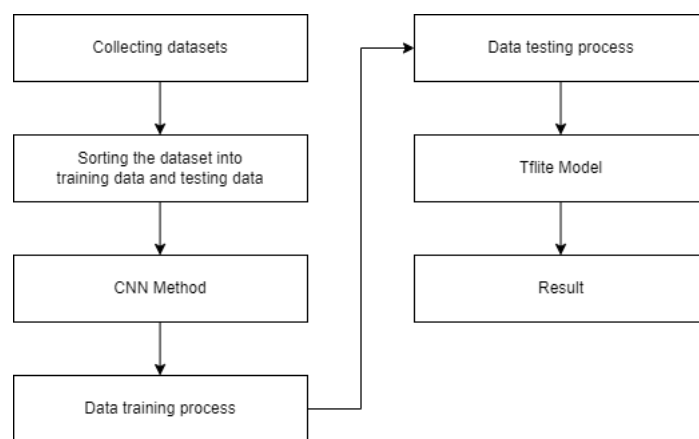 Collecting datasets
Sorting the dataset into
training data and testing data
CNN Method
Data training process
Data testing process
Tflite Model
Result